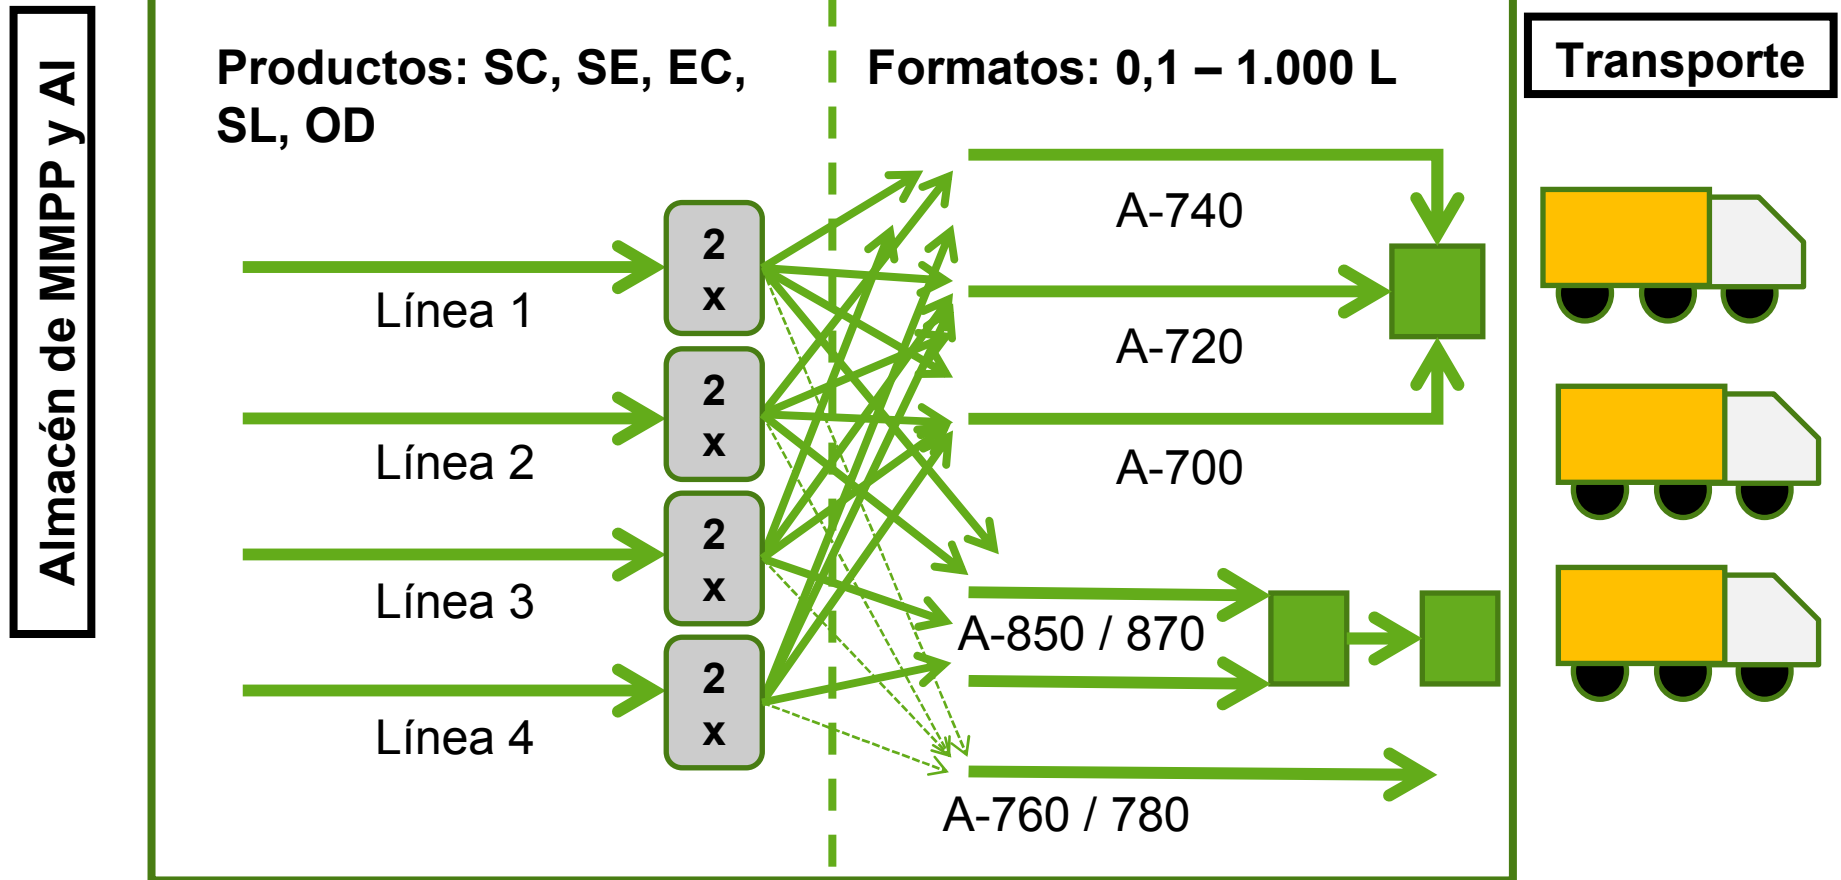 Almacén de MMPP y AI
Productos: SC, SE, EC,
SL, OD
Formatos: 0,1 – 1.000 L
Transporte
2
x
Línea 1
2
x
Línea 2
2
x
Línea 3
2
x
Línea 4
A-740
A-720
A-700
A-850 / 870
A-760 / 780